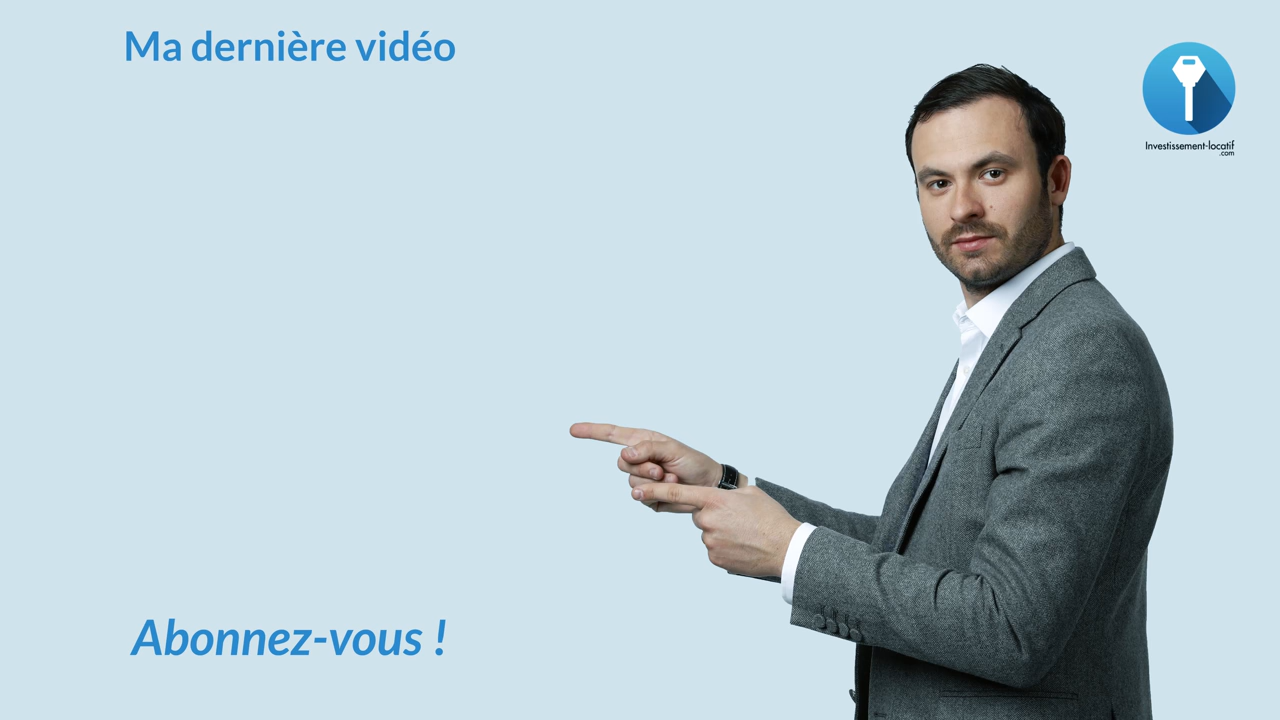 Ma dernière vidéo
Investissement-locatif
.com
Abonnez-vous !